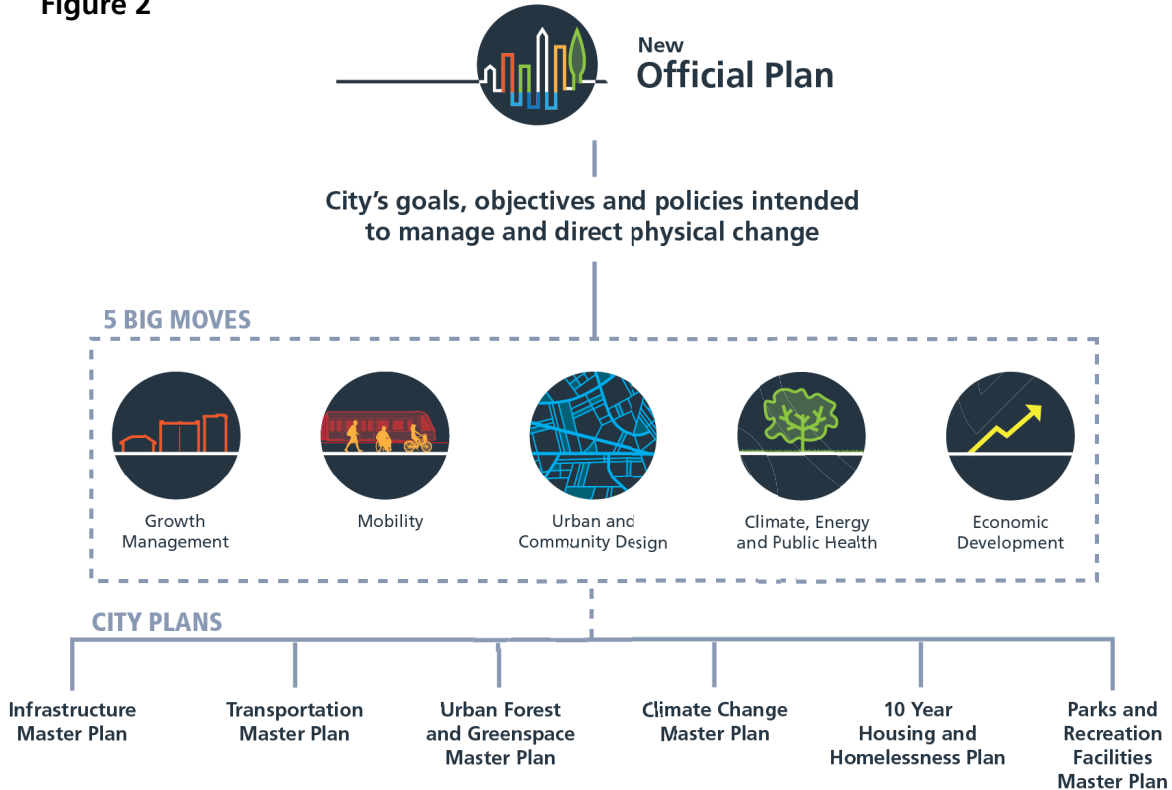 Figure 2
New
Official Plan
City's goals, objectives and policies intended
to manage and direct physical change
5 BIG MOVES
Growth
Management
Mobility
Urban and
Community Design
Climate, Energy
and Public Health
Economic
Development
CITY PLANS
Infrastructure
Master Plan
Transportation
Master Plan
Urban Forest
and Greenspace
Master Plan
Climate Change
Master Plan
10 Year
Housing and
Homelessness Plan
Parks and
Recreation
Facilities
Master Plan